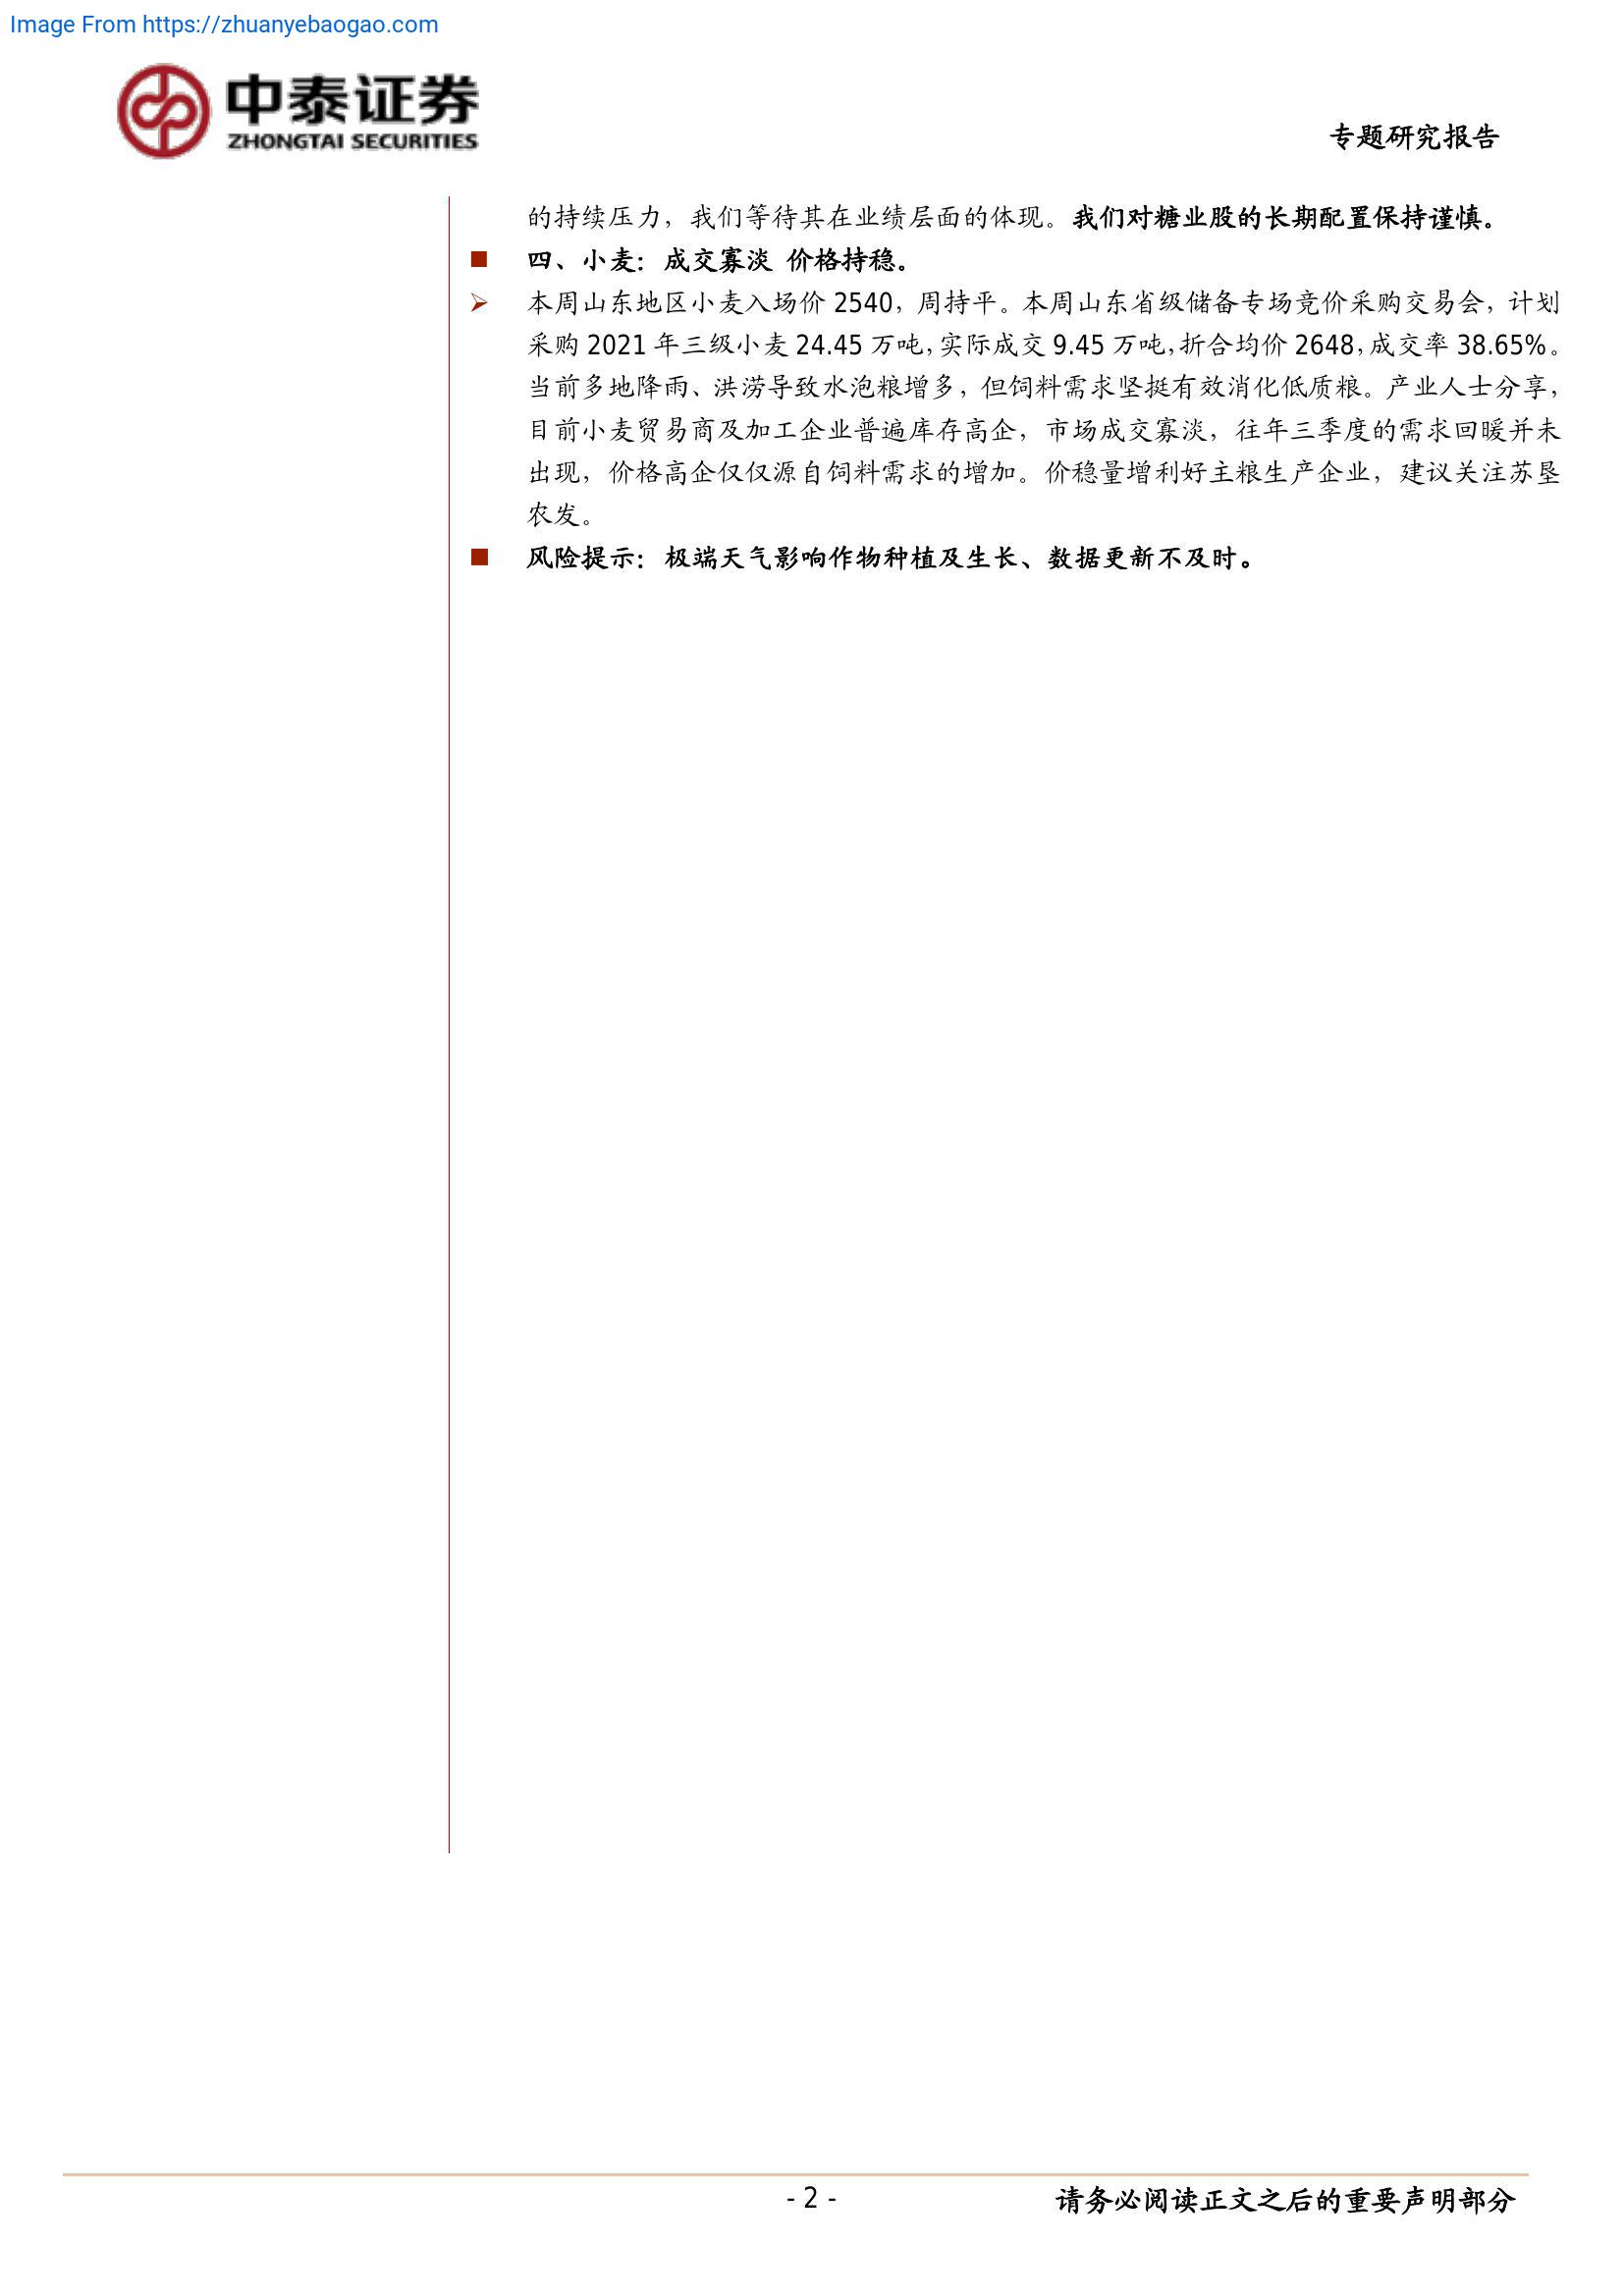 Image From https://zhuanyebaogao.com
中泰证券
ZHONGTAI SECURITIES
专题研究报告
的持续压力，我们等待其在业绩层面的体现。我们对糖业股的长期配置保持谨慎。
四、小麦：成交寡淡 价格持稳。
本周山东地区小麦入场价 2540，周持平。本周山东省级储备专场竞价采购交易会，计划
采购 2021 年三级小麦 24.45 万吨，实际成交 9.45 万吨，折合均价 2648，成交率 38.65%。
当前多地降雨、洪涝导致水泡粮增多，但饲料需求坚挺有效消化低质粮。产业人士分享，
目前小麦贸易商及加工企业普遍库存高企，市场成交寡淡，往年三季度的需求回暖并未
出现，价格高企仅仅源自饲料需求的增加。价稳量增利好主粮生产企业，建议关注苏垦
农发。
风险提示：极端天气影响作物种植及生长、数据更新不及时。
- 2 -
请务必阅读正文之后的重要声明部分